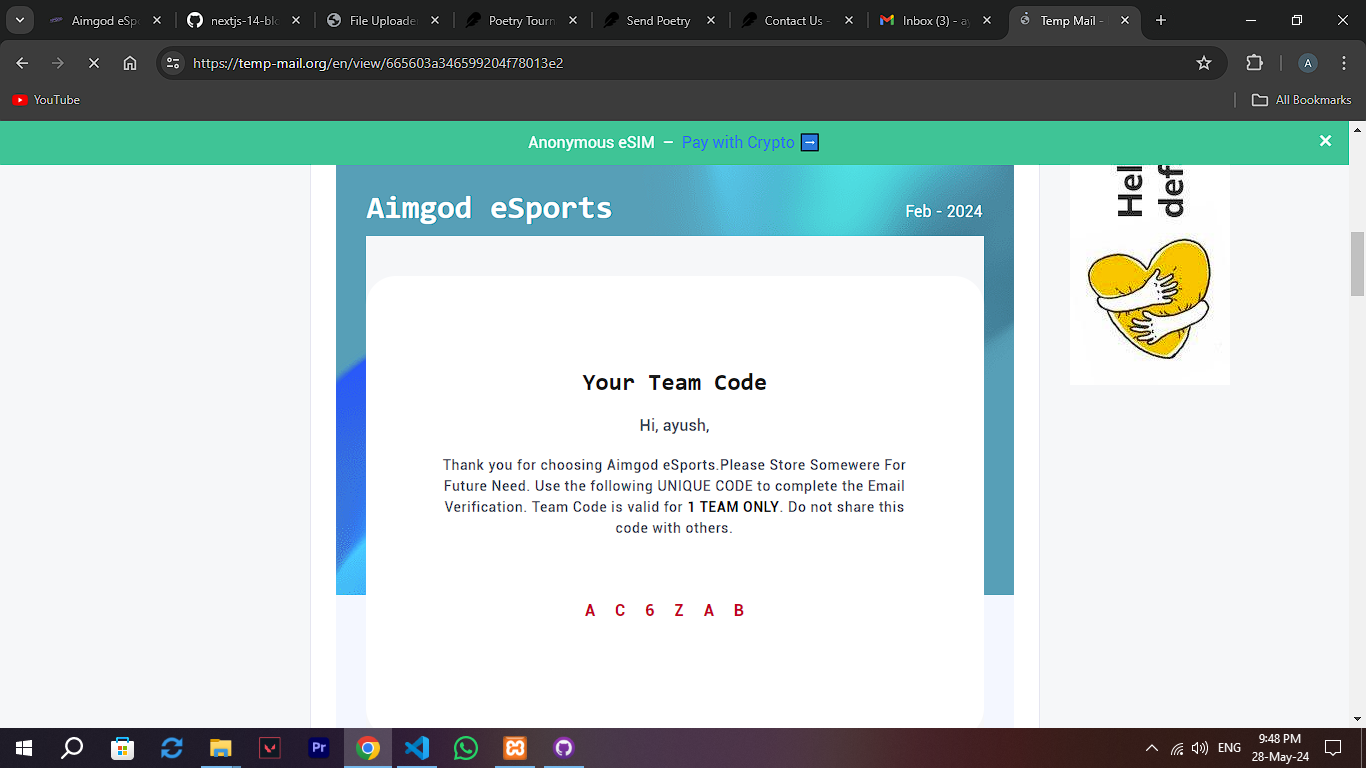 Aimgod eSp
nextjs-14-blo
File Uploade
Poetry Tourn
Send Poetry
Contact Us -
Inbox (3) - ay
Temp Mail -
https://temp-mail.org/en/view/665603a346599204f78013e2
A
YouTube
All Bookmarks
Anonymous eSIM – Pay with Crypto ➡
Aimgod eSports
Feb - 2024
Hel
def
Your Team Code
Hi, ayush,
Thank you for choosing Aimgod eSports.Please Store Somewere For
Future Need. Use the following UNIQUE CODE to complete the Email
Verification. Team Code is valid for 1 TEAM ONLY. Do not share this
code with others.
A C 6 Z A B
Pr
ENG
9:48 PM
28-May-24